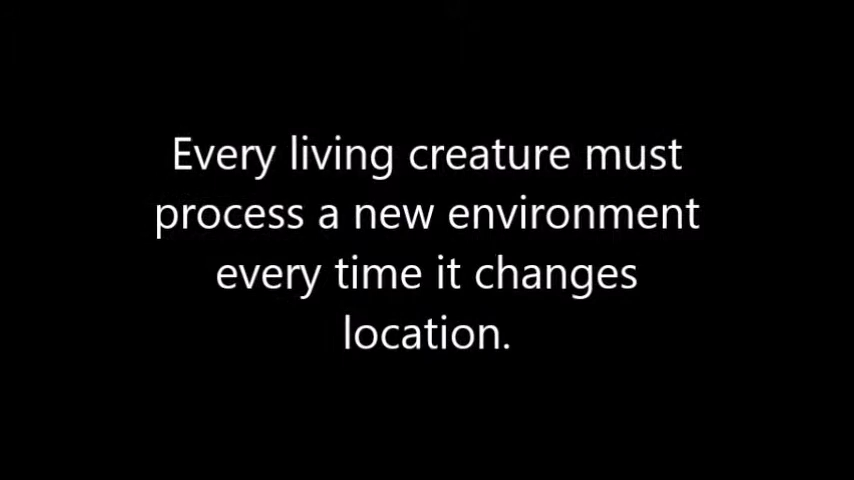 Every living creature must
process a new environment
every time it changes
location.